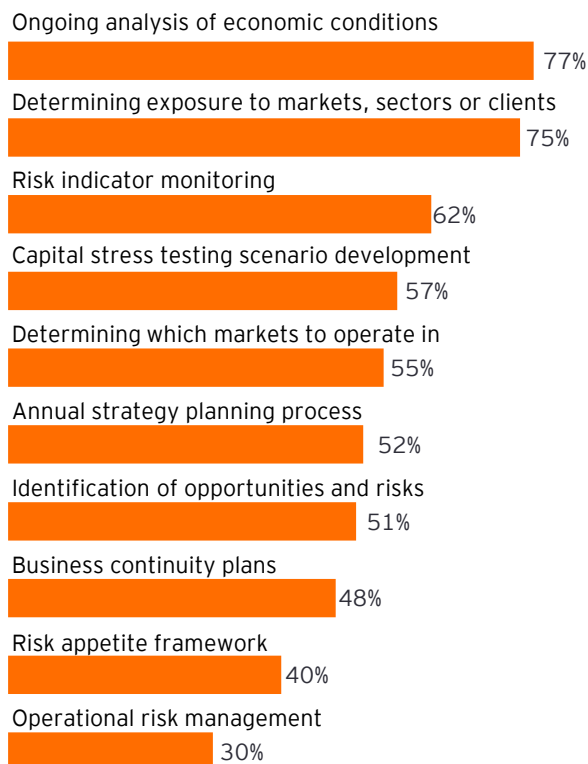 Ongoing analysis of economic conditions
77%
Determining exposure to markets, sectors or clients
75%
Risk indicator monitoring
62%
Capital stress testing scenario development
57%
Determining which markets to operate in
55%
Annual strategy planning process
52%
Identification of opportunities and risks
51%
Business continuity plans
48%
Risk appetite framework
40%
Operational risk management
30%